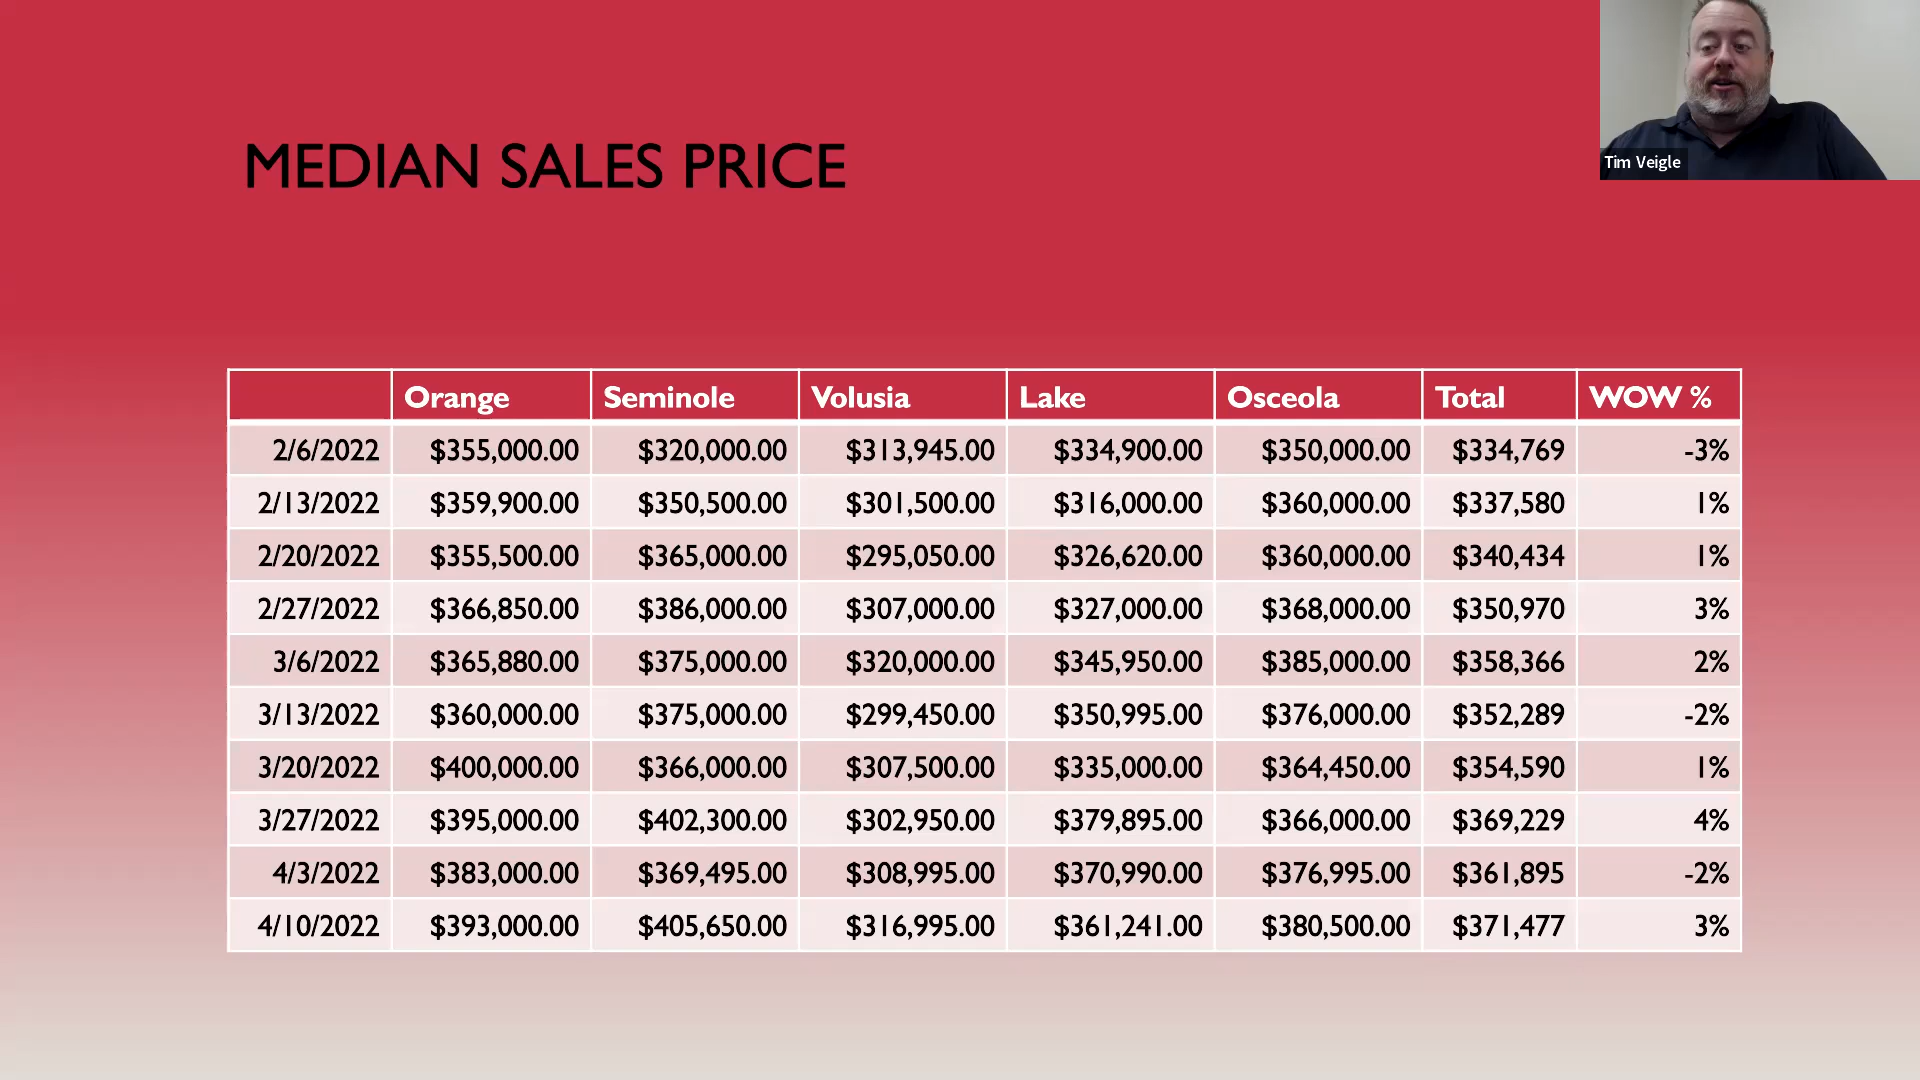 Tim Veigle
MEDIAN SALES PRICE
Orange Seminole Volusia Lake Osceola Total WOW %
2/6/2022 $355,000.00 $320,000.00 $313,945.00 $334,900.00 $350,000.00 $334,769 -3%
2/13/2022 $359,900.00 $350,500.00 $301,500.00 $316,000.00 $360,000.00 $337,580 1%
2/20/2022 $355,500.00 $365,000.00 $295,050.00 $326,620.00 $360,000.00 $340,434 1%
2/27/2022 $366,850.00 $386,000.00 $307,000.00 $327,000.00 $368,000.00 $350,970 3%
3/6/2022 $365,880.00 $375,000.00 $320,000.00 $345,950.00 $385,000.00 $358,366 2%
3/13/2022 $360,000.00 $375,000.00 $299,450.00 $350,995.00 $376,000.00 $352,289 -2%
3/20/2022 $400,000.00 $366,000.00 $307,500.00 $335,000.00 $364,450.00 $354,590 1%
3/27/2022 $395,000.00 $402,300.00 $302,950.00 $379,895.00 $366,000.00 $369,229 4%
4/3/2022 $383,000.00 $369,495.00 $308,995.00 $370,990.00 $376,995.00 $361,895 -2%
4/10/2022 $393,000.00 $405,650.00 $316,995.00 $361,241.00 $380,500.00 $371,477 3%